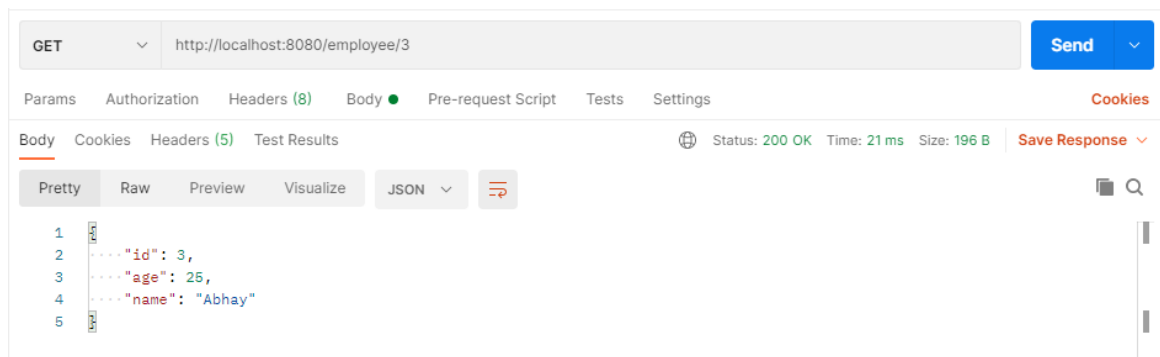 GET http://localhost:8080/employee/3 Send
Params Authorization Headers (8) Body Pre-request Script Tests Settings Cookies
Body Cookies Headers (5) Test Results Status: 200 OK Time: 21 ms Size: 196 B Save Response
Pretty Raw Preview Visualize JSON
1 {
2 "id": 3,
3 "age": 25,
4 "name": "Abhay"
5 }